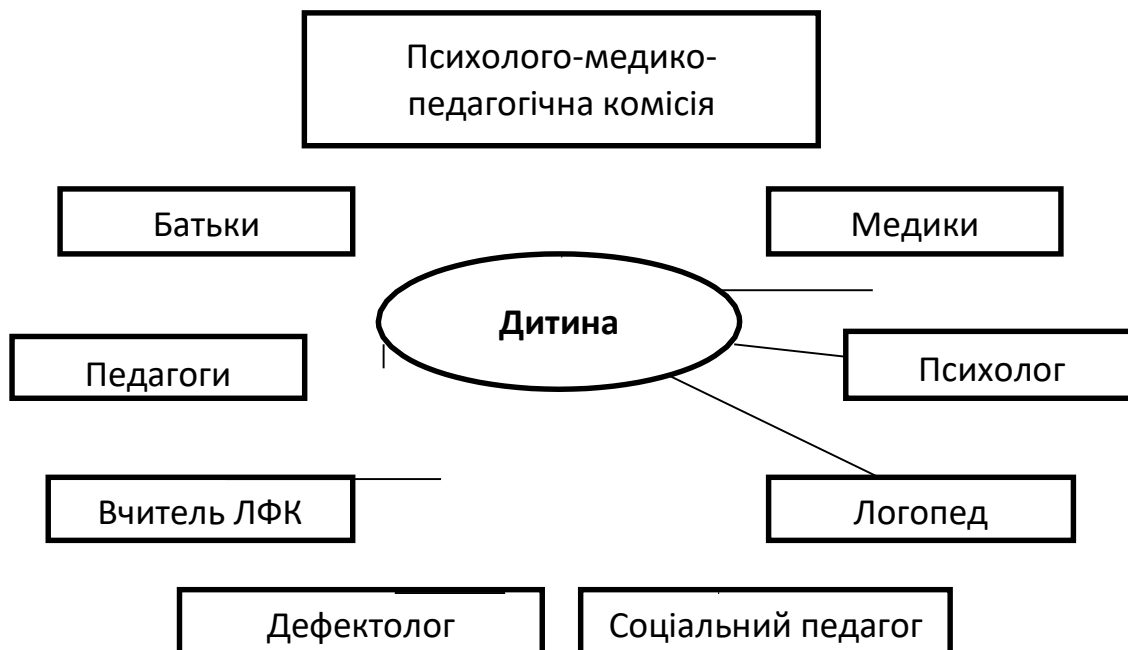 Психолого-медико-
педагогічна комісія
Батьки
Медики
Дитина
Педагоги
Психолог
Вчитель ЛФК
Логопед
Дефектолог
Соціальний педагог